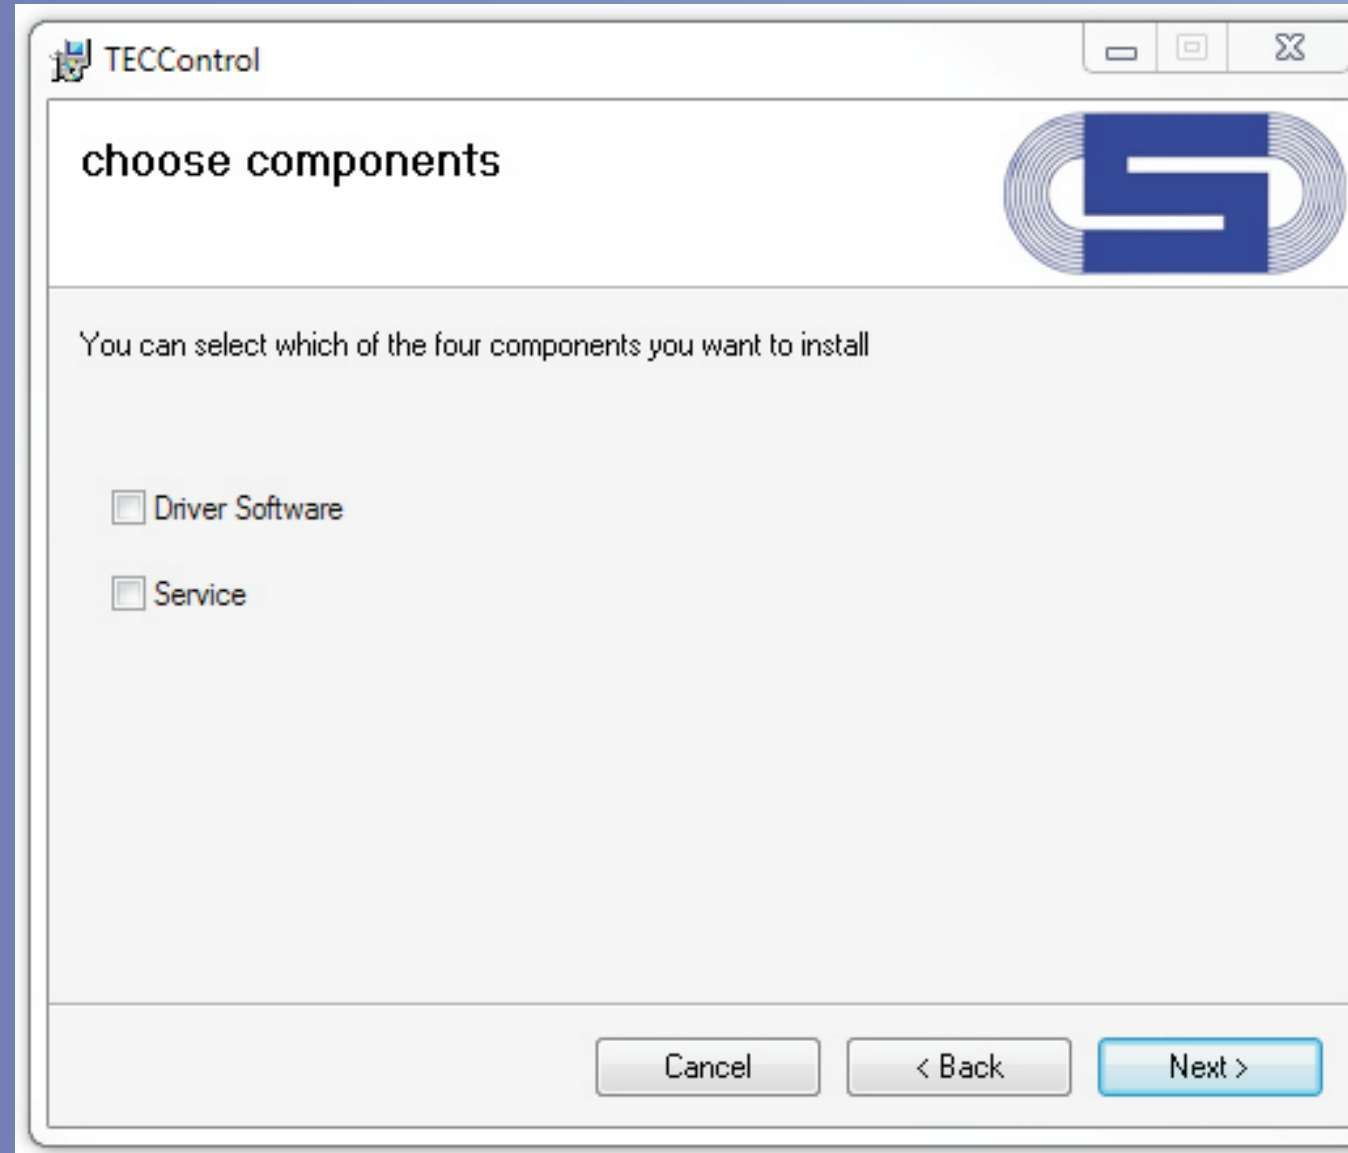 TECControl
choose components
You can select which of the four components you want to install
Driver Software
Service
Cancel
< Back
Next >